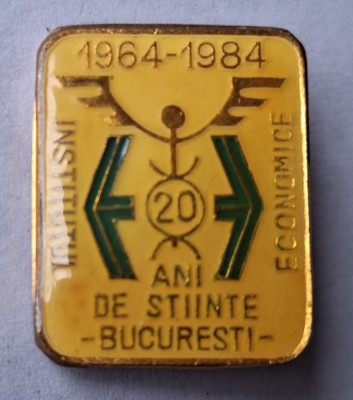 1964-1984
INSTITUTUL
ECONOMICE
20
ANI
DE STIINTE
-BUCURESTI-